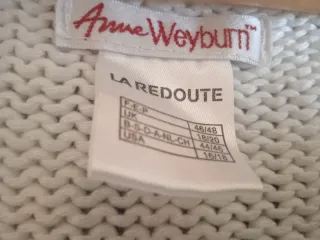 Anne Weyburn™
LA REDOUTE
F-E-P 46/48
UK 18/20
B-S-D-A-NL-CH 44/46
USA 16/18